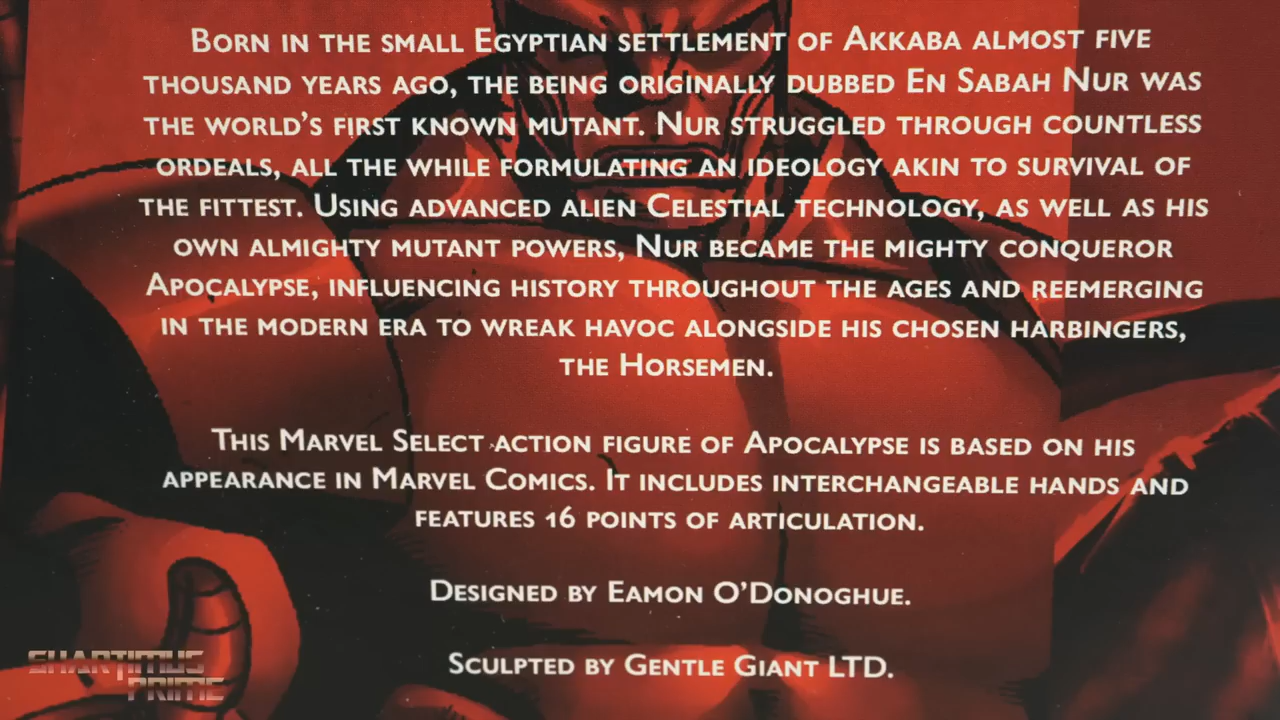 Born in the small Egyptian settlement of Akkaba almost five
thousand years ago, the being originally dubbed En Sabah Nur was
the world's first known mutant. Nur struggled through countless
ordeals, all the while formulating an ideology akin to survival of
the fittest. Using advanced alien Celestial technology, as well as his
own almighty mutant powers, Nur became the mighty conqueror
Apocalypse, influencing history throughout the ages and reemerging
in the modern era to wreak havoc alongside his chosen harbingers,
the Horsemen.
This Marvel Select action figure of Apocalypse is based on his
appearance in Marvel Comics. It includes interchangeable hands and
features 16 points of articulation.
Designed by Eamon O'Donoghue.
Sculpted by Gentle Giant LTD.
SHARTIMUS
PRIME